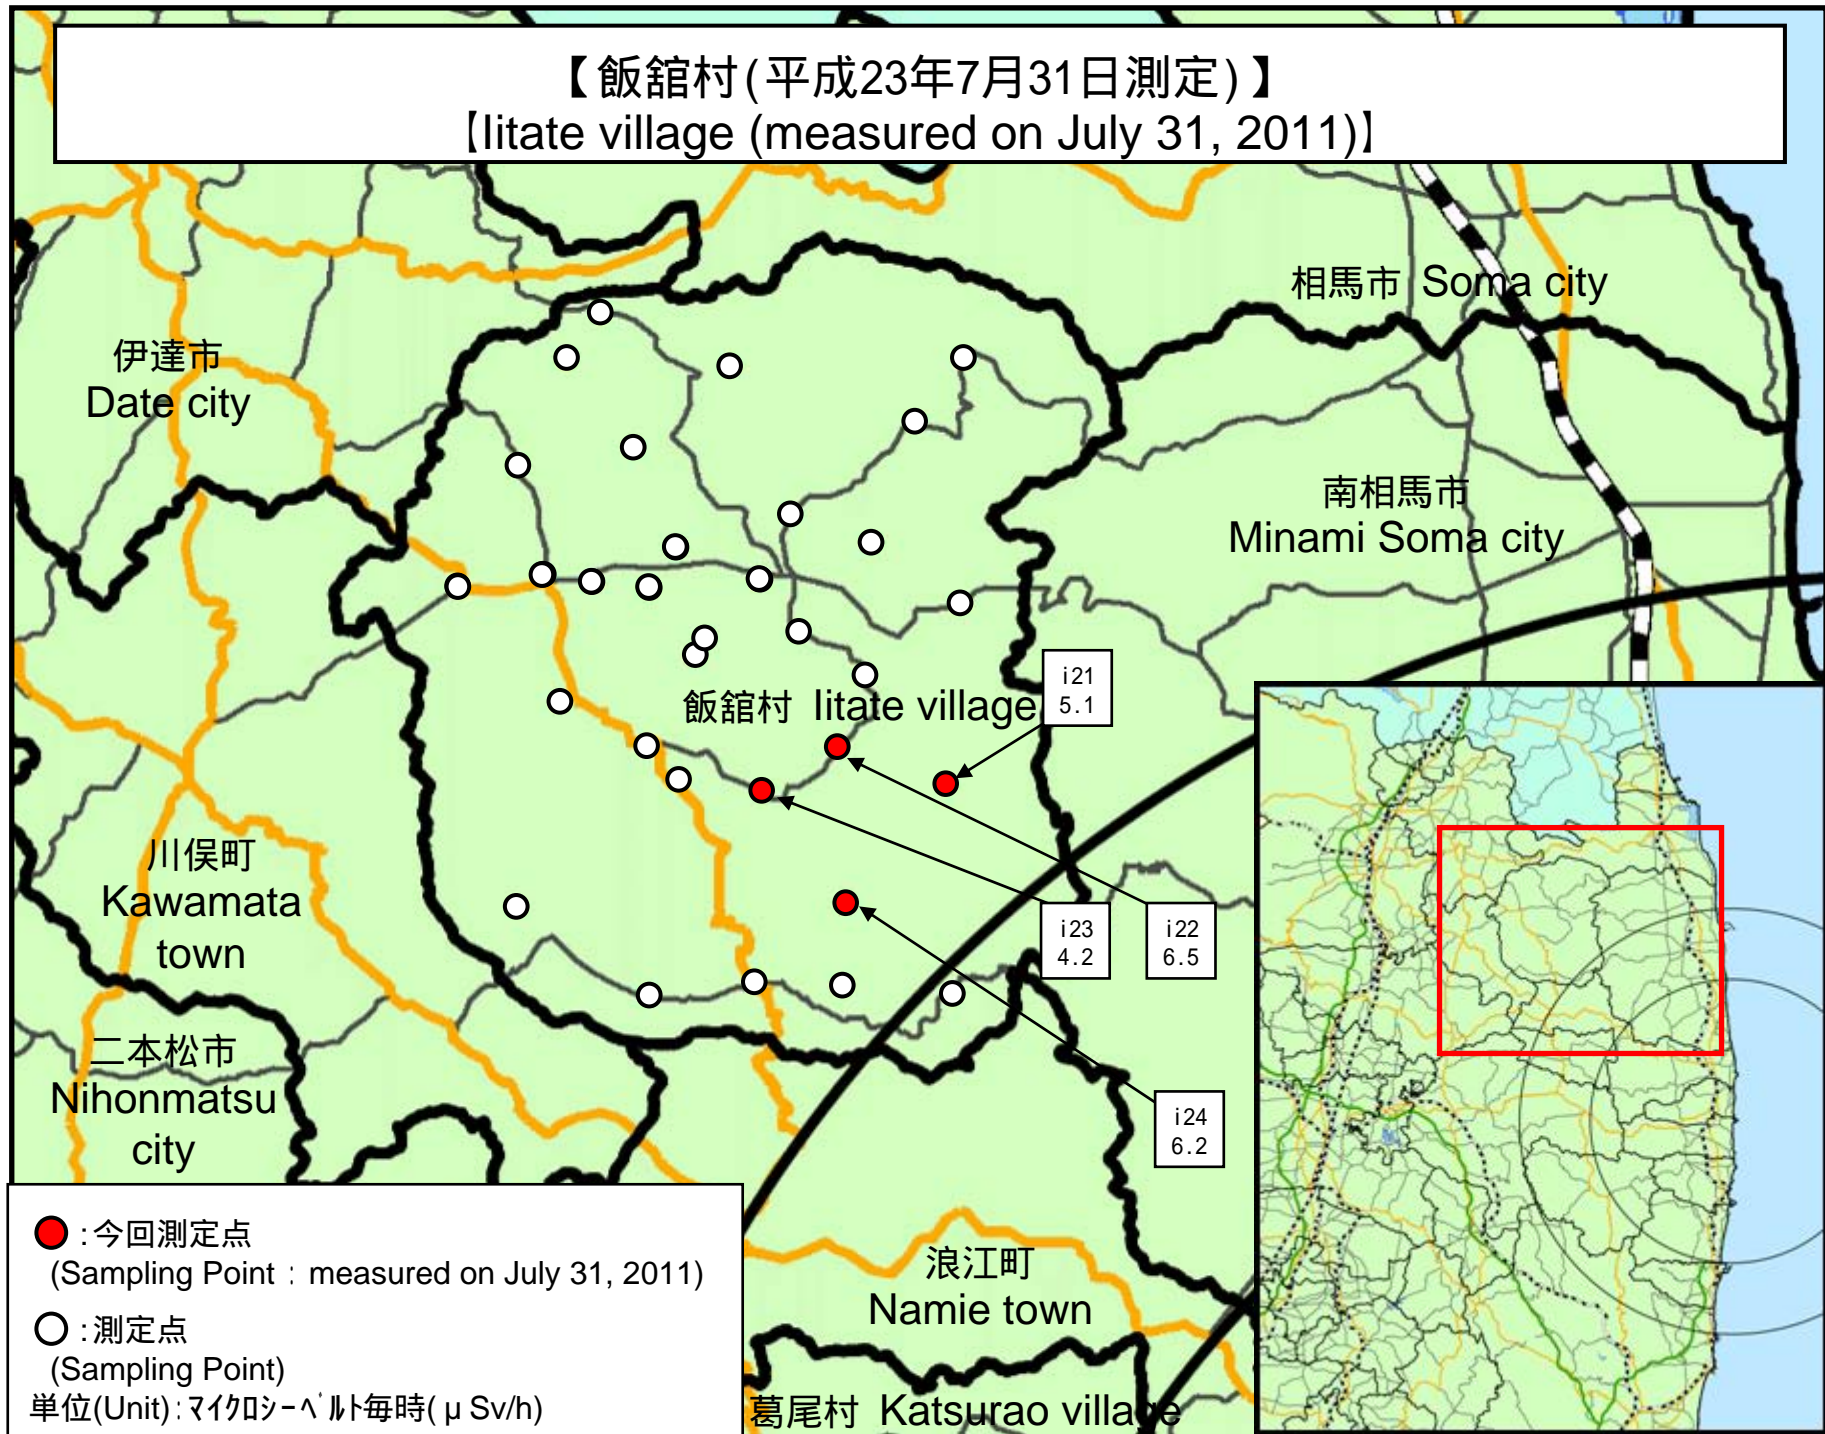 【飯舘村(平成23年7月31日測定)】
【Iitate village (measured on July 31, 2011)】
相馬市 Soma city
伊達市
Date city
南相馬市
Minami Soma city
i21
5.1
飯舘村 Iitate village
川俣町
Kawamata
town
i23
4.2
i22
6.5
二本松市
Nihonmatsu
city
i24
6.2
:今回測定点
(Sampling Point : measured on July 31, 2011)
:測定点
(Sampling Point)
単位(Unit):マイクロシーベルト毎時(μSv/h)
浪江町
Namie town
葛尾村 Katsurao village